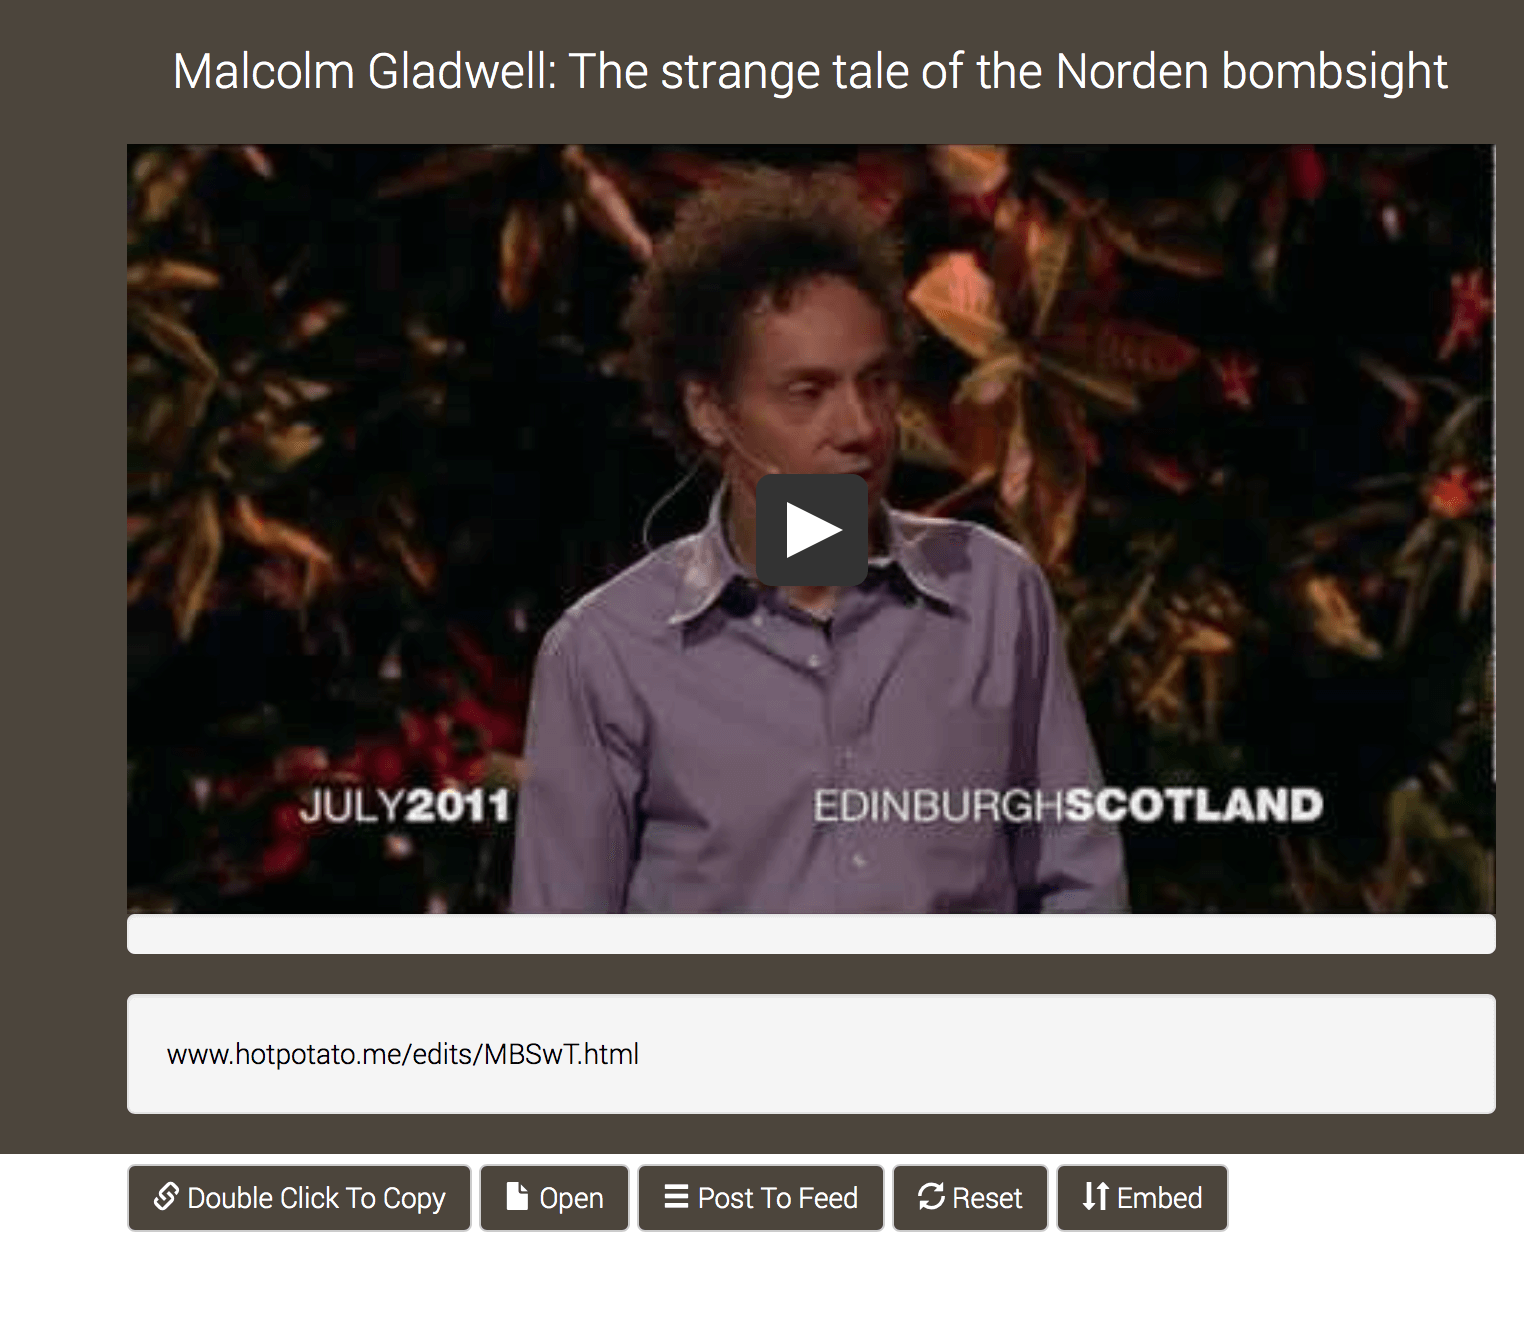 Malcolm Gladwell: The strange tale of the Norden bombsight
JULY2011 EDINBURGHSCOTLAND
www.hotpotato.me/edits/MBSwT.html
Double Click To Copy Open Post To Feed Reset Embed